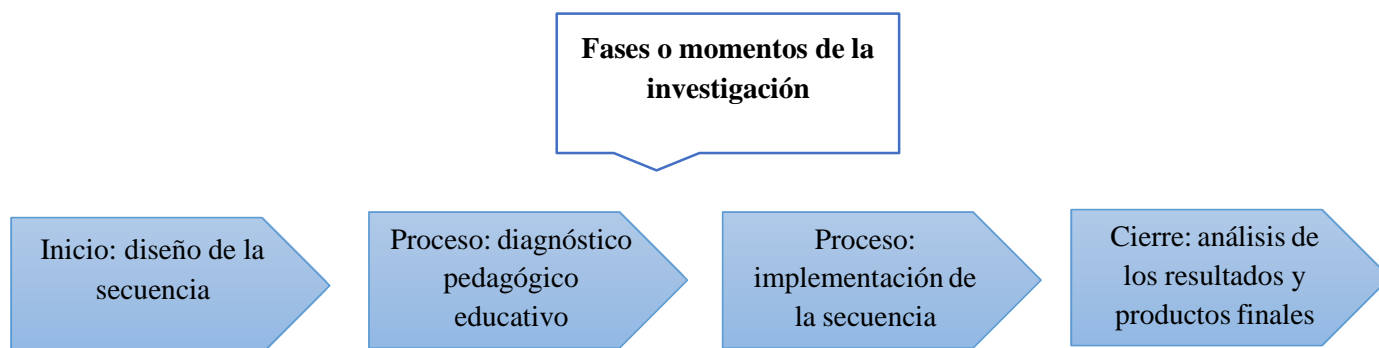 Fases o momentos de la
investigación
Inicio: diseño de la
secuencia
Proceso: diagnóstico
pedagógico
educativo
Proceso:
implementación de
la secuencia
Cierre: análisis de
los resultados y
productos finales